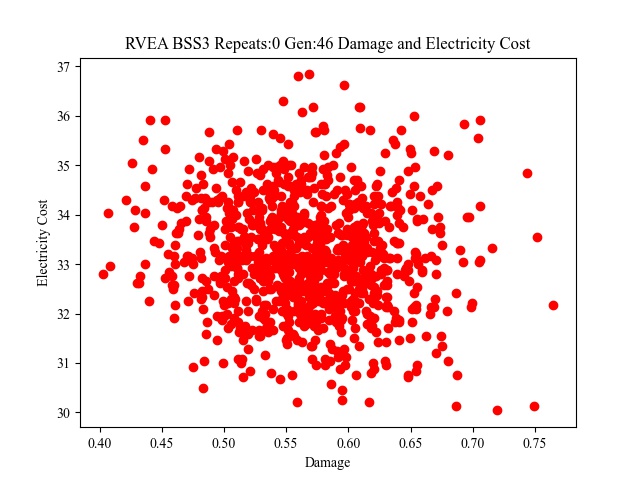 RVEA BSS3 Repeats:0 Gen:46 Damage and Electricity Cost
37
36
35
34
33
32
31
30
Electricity Cost
0.40 0.45 0.50 0.55 0.60 0.65 0.70 0.75
Damage